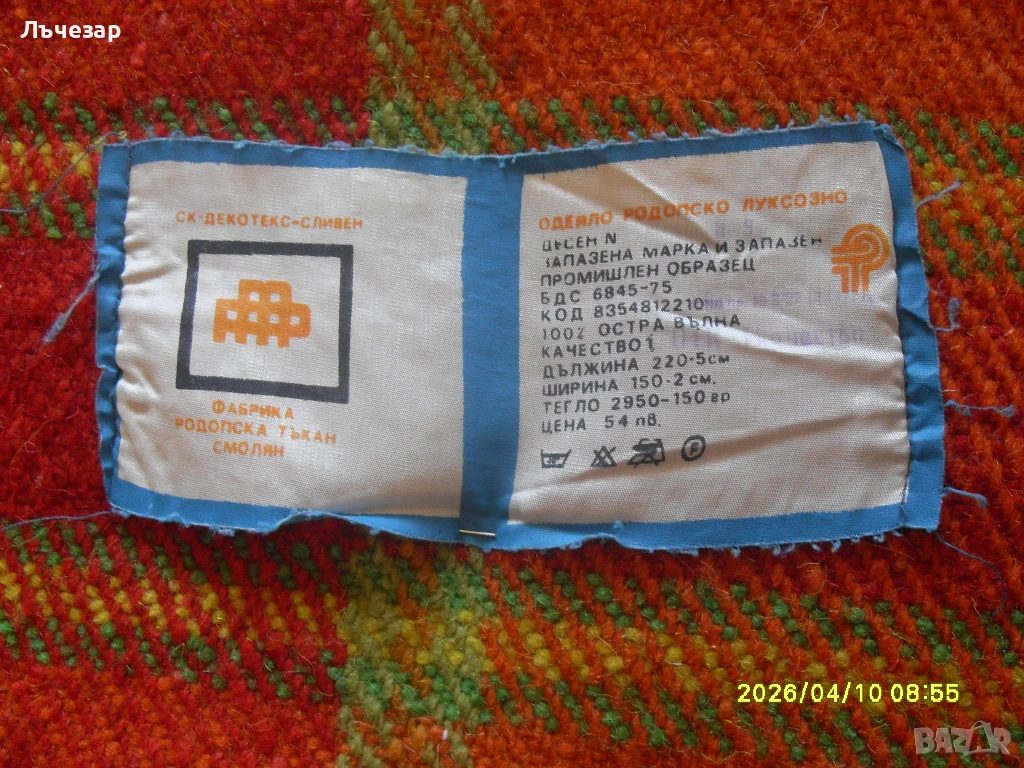 Лъчезар
СК-ДЕКОТЕКС-СЛИВЕН
ФАБРИКА
РОДОПСКА ТЪКАН
СМОЛЯН
ОДЕЯЛО РОДОПСКО ЛУКСОЗНО
ДЕСЕН N
ЗАПАЗЕНА МАРКА И ЗАПАЗЕН
ПРОМИШЛЕН ОБРАЗЕЦ
БДС 6845-75
КОД 8354812210
100% ОСТРА ВЪЛНА
КАЧЕСТВО I
ДЪЛЖИНА 220-5см
ШИРИНА 150-2 см.
ТЕГЛО 2950-150 гр
ЦЕНА 54 лв.
F
2026/04/10 08:55
BAZAR